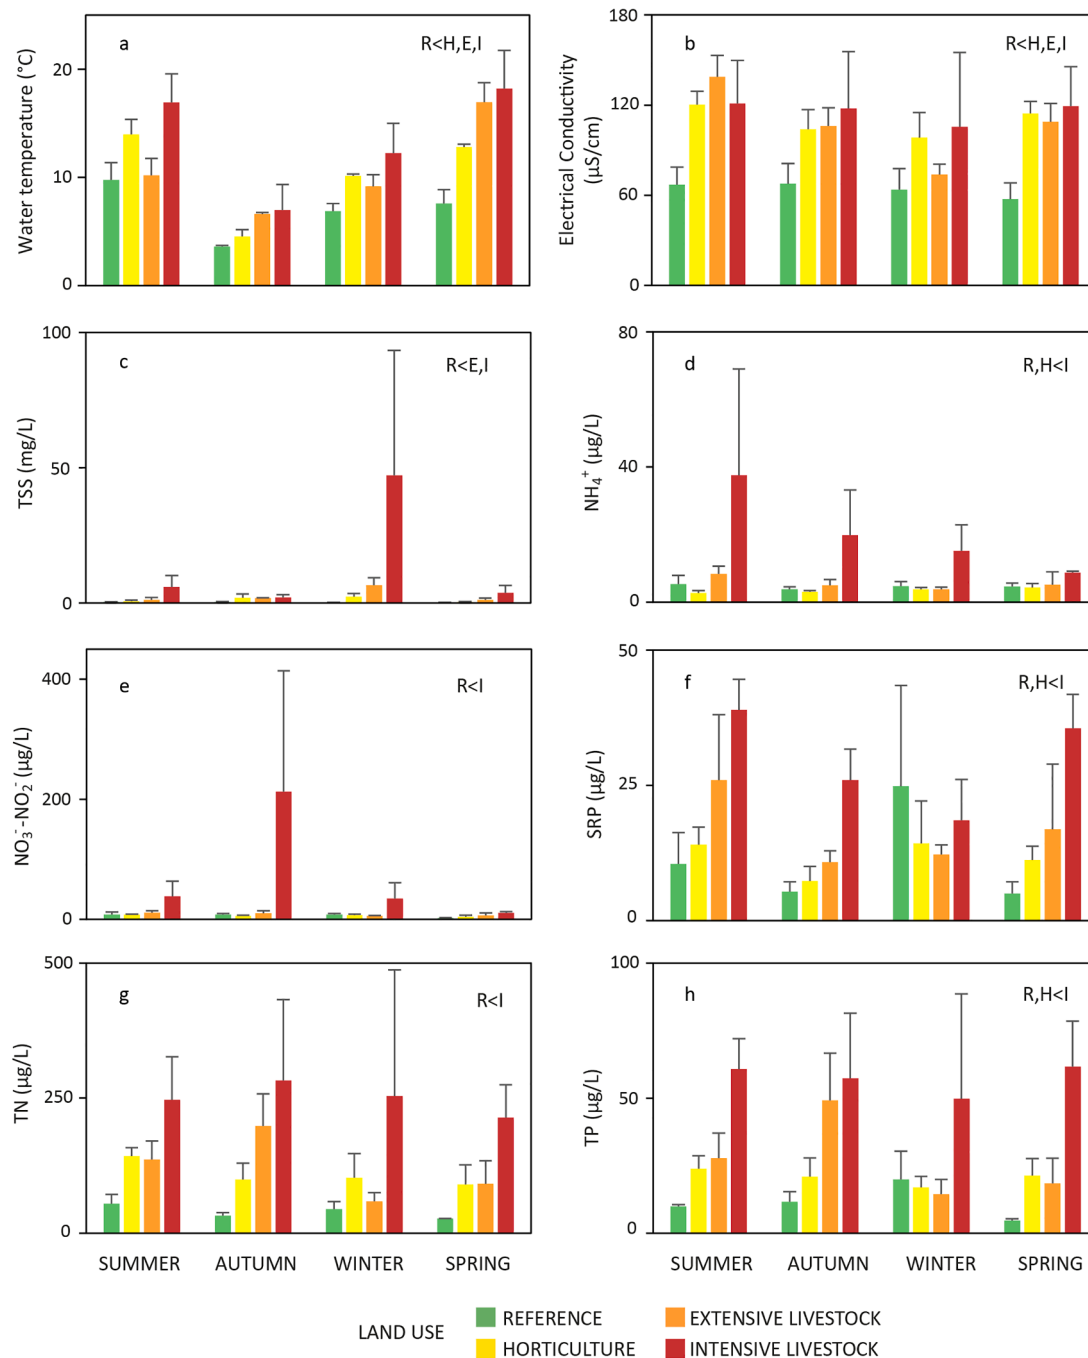 a
R<H,E,I
Water temperature (°C)
20
10
0
b
R<H,E,I
Electrical Conductivity
(µS/cm)
180
120
60
0
c
R<E,I
TSS (mg/L)
100
50
0
d
R,H<I
NH₄⁺ (µg/L)
80
40
0
e
R<I
NO₃⁻-NO₂⁻ (µg/L)
400
200
0
f
R,H<I
SRP (µg/L)
50
25
0
g
R<I
TN (µg/L)
500
250
0
SUMMER AUTUMN WINTER SPRING
h
R,H<I
TP (µg/L)
100
50
0
SUMMER AUTUMN WINTER SPRING
LAND USE
REFERENCE
HORTICULTURE
EXTENSIVE LIVESTOCK
INTENSIVE LIVESTOCK